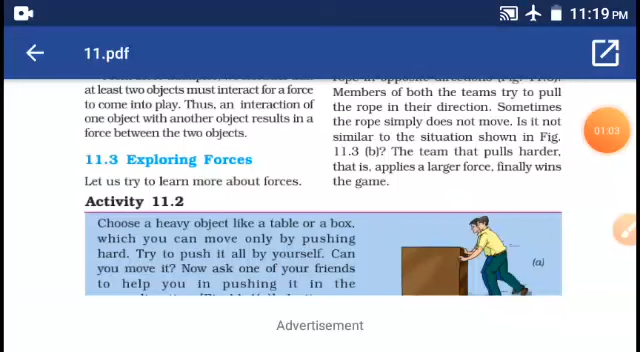 11:19 PM
11.pdf
at least two objects must interact for a force
to come into play. Thus, an interaction of
one object with another object results in a
force between the two objects.
11.3 Exploring Forces
Let us try to learn more about forces.
Members of both the teams try to pull
the rope in their direction. Sometimes
the rope simply does not move. Is it not
similar to the situation shown in Fig.
11.3 (b)? The team that pulls harder,
that is, applies a larger force, finally wins
the game.
01:03
Activity 11.2
Choose a heavy object like a table or a box,
which you can move only by pushing
hard. Try to push it all by yourself. Can
you move it? Now ask one of your friends
to help you in pushing it in the
(a)
Advertisement